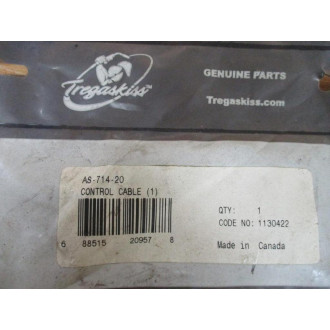 Tregaskiss
GENUINE PARTS
Tregaskiss.com
AS-714-20
CONTROL CABLE (1)
QTY: 1
CODE NO: 1130422
6 88515 20957 8
Made in Canada